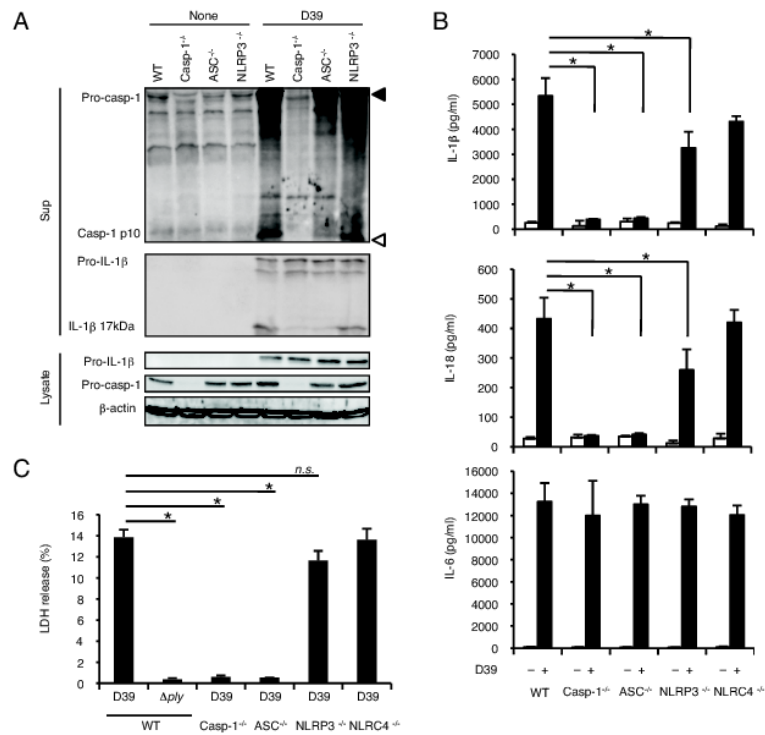 A
None
D39
WT
Casp-1-/-
ASC-/-
NLRP3 -/-
WT
Casp-1-/-
ASC-/-
NLRP3 -/-
Sup
Pro-casp-1
Casp-1 p10
Pro-IL-1β
IL-1β 17kDa
Lysate
Pro-IL-1β
Pro-casp-1
β-actin
B
IL-1β (pg/ml)
7000
6000
5000
4000
3000
2000
1000
0
*
*
*
IL-18 (pg/ml)
600
500
400
300
200
100
0
*
*
*
IL-6 (pg/ml)
16000
14000
12000
10000
8000
6000
4000
2000
0
D39 – + – + – + – + – +
WT Casp-1-/- ASC-/- NLRP3 -/- NLRC4 -/-
C
n.s.
*
*
*
LDH release (%)
16
14
12
10
8
6
4
2
0
D39 Δply D39 D39 D39 D39
WT Casp-1-/- ASC-/- NLRP3 -/- NLRC4 -/-